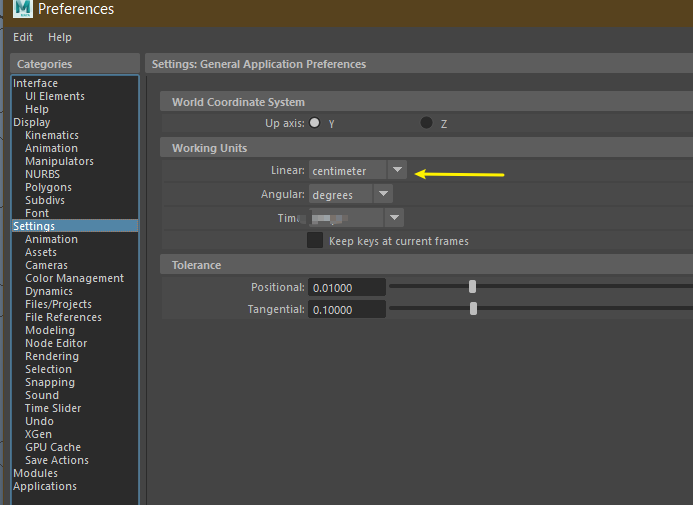 M
Preferences
Edit Help
Categories
Interface
UI Elements
Help
Display
Kinematics
Animation
Manipulators
NURBS
Polygons
Subdivs
Font
Settings
Animation
Assets
Cameras
Color Management
Dynamics
Files/Projects
File References
Modeling
Node Editor
Rendering
Selection
Snapping
Sound
Time Slider
Undo
XGen
GPU Cache
Save Actions
Modules
Applications
Settings: General Application Preferences
World Coordinate System
Up axis: Y Z
Working Units
Linear: centimeter
Angular: degrees
Keep keys at current frames
Tolerance
Positional: 0.01000
Tangential: 0.10000